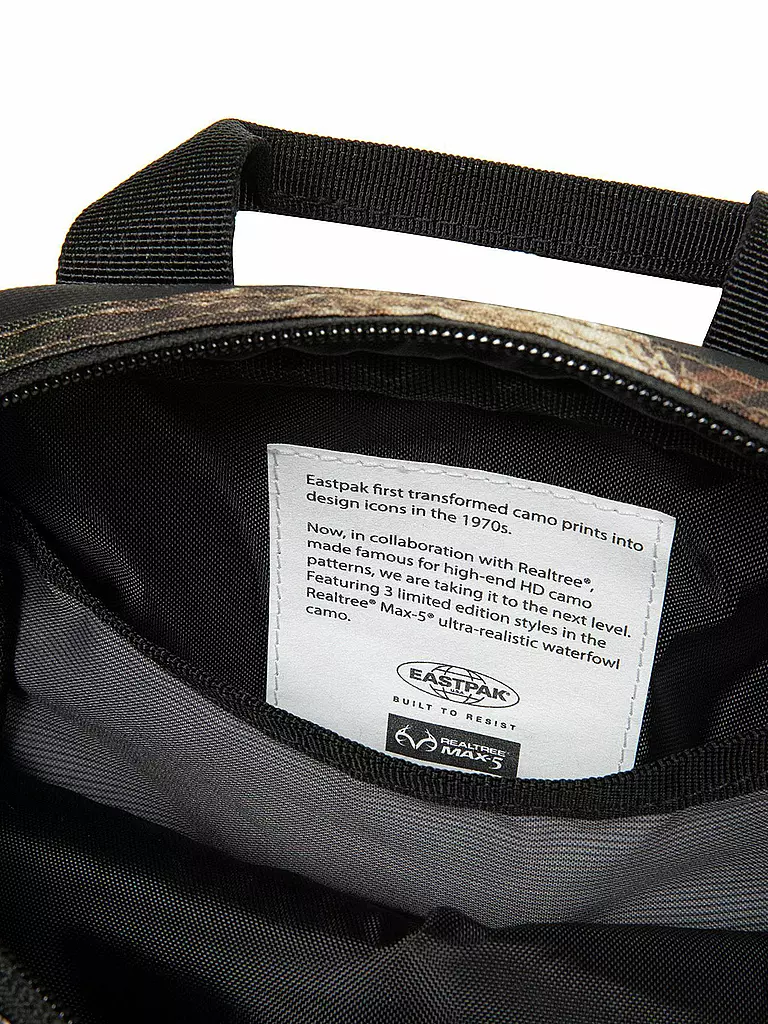 Eastpak first transformed camo prints into
design icons in the 1970s.
Now, in collaboration with Realtree®,
made famous for high-end HD camo
patterns, we are taking it to the next level.
Featuring 3 limited edition styles in the
Realtree® Max-5® ultra-realistic waterfowl
camo.
EASTPAK®
USA
BUILT TO RESIST
REALTREE
MAX-5